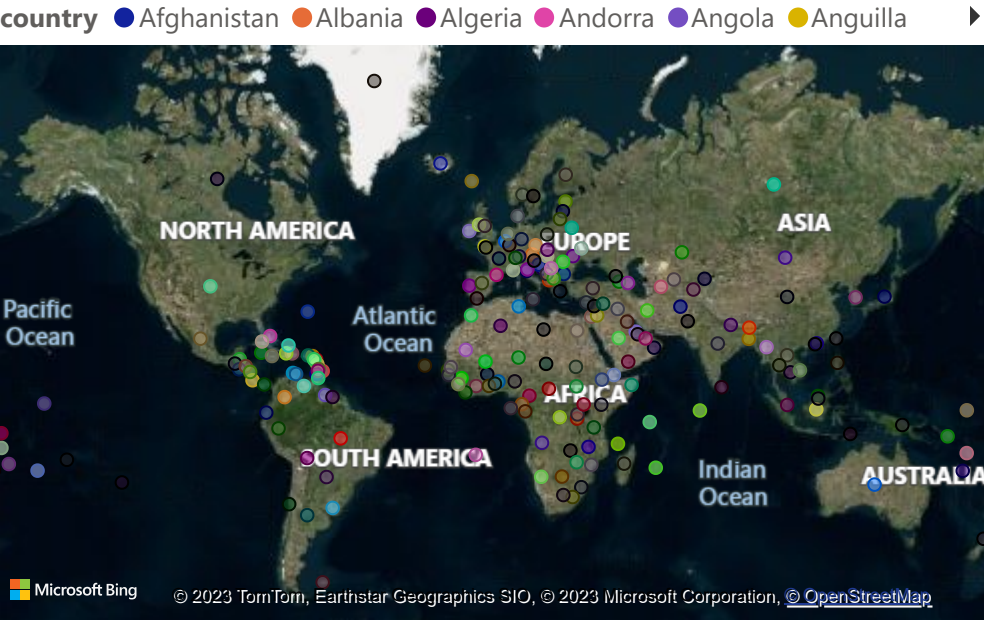 country Afghanistan Albania Algeria Andorra Angola Anguilla
NORTH AMERICA
EUROPE
ASIA
Pacific
Ocean
Atlantic
Ocean
AFRICA
SOUTH AMERICA
Indian
Ocean
AUSTRALIA
Microsoft Bing
© 2023 TomTom, Earthstar Geographics SIO, © 2023 Microsoft Corporation, © OpenStreetMap